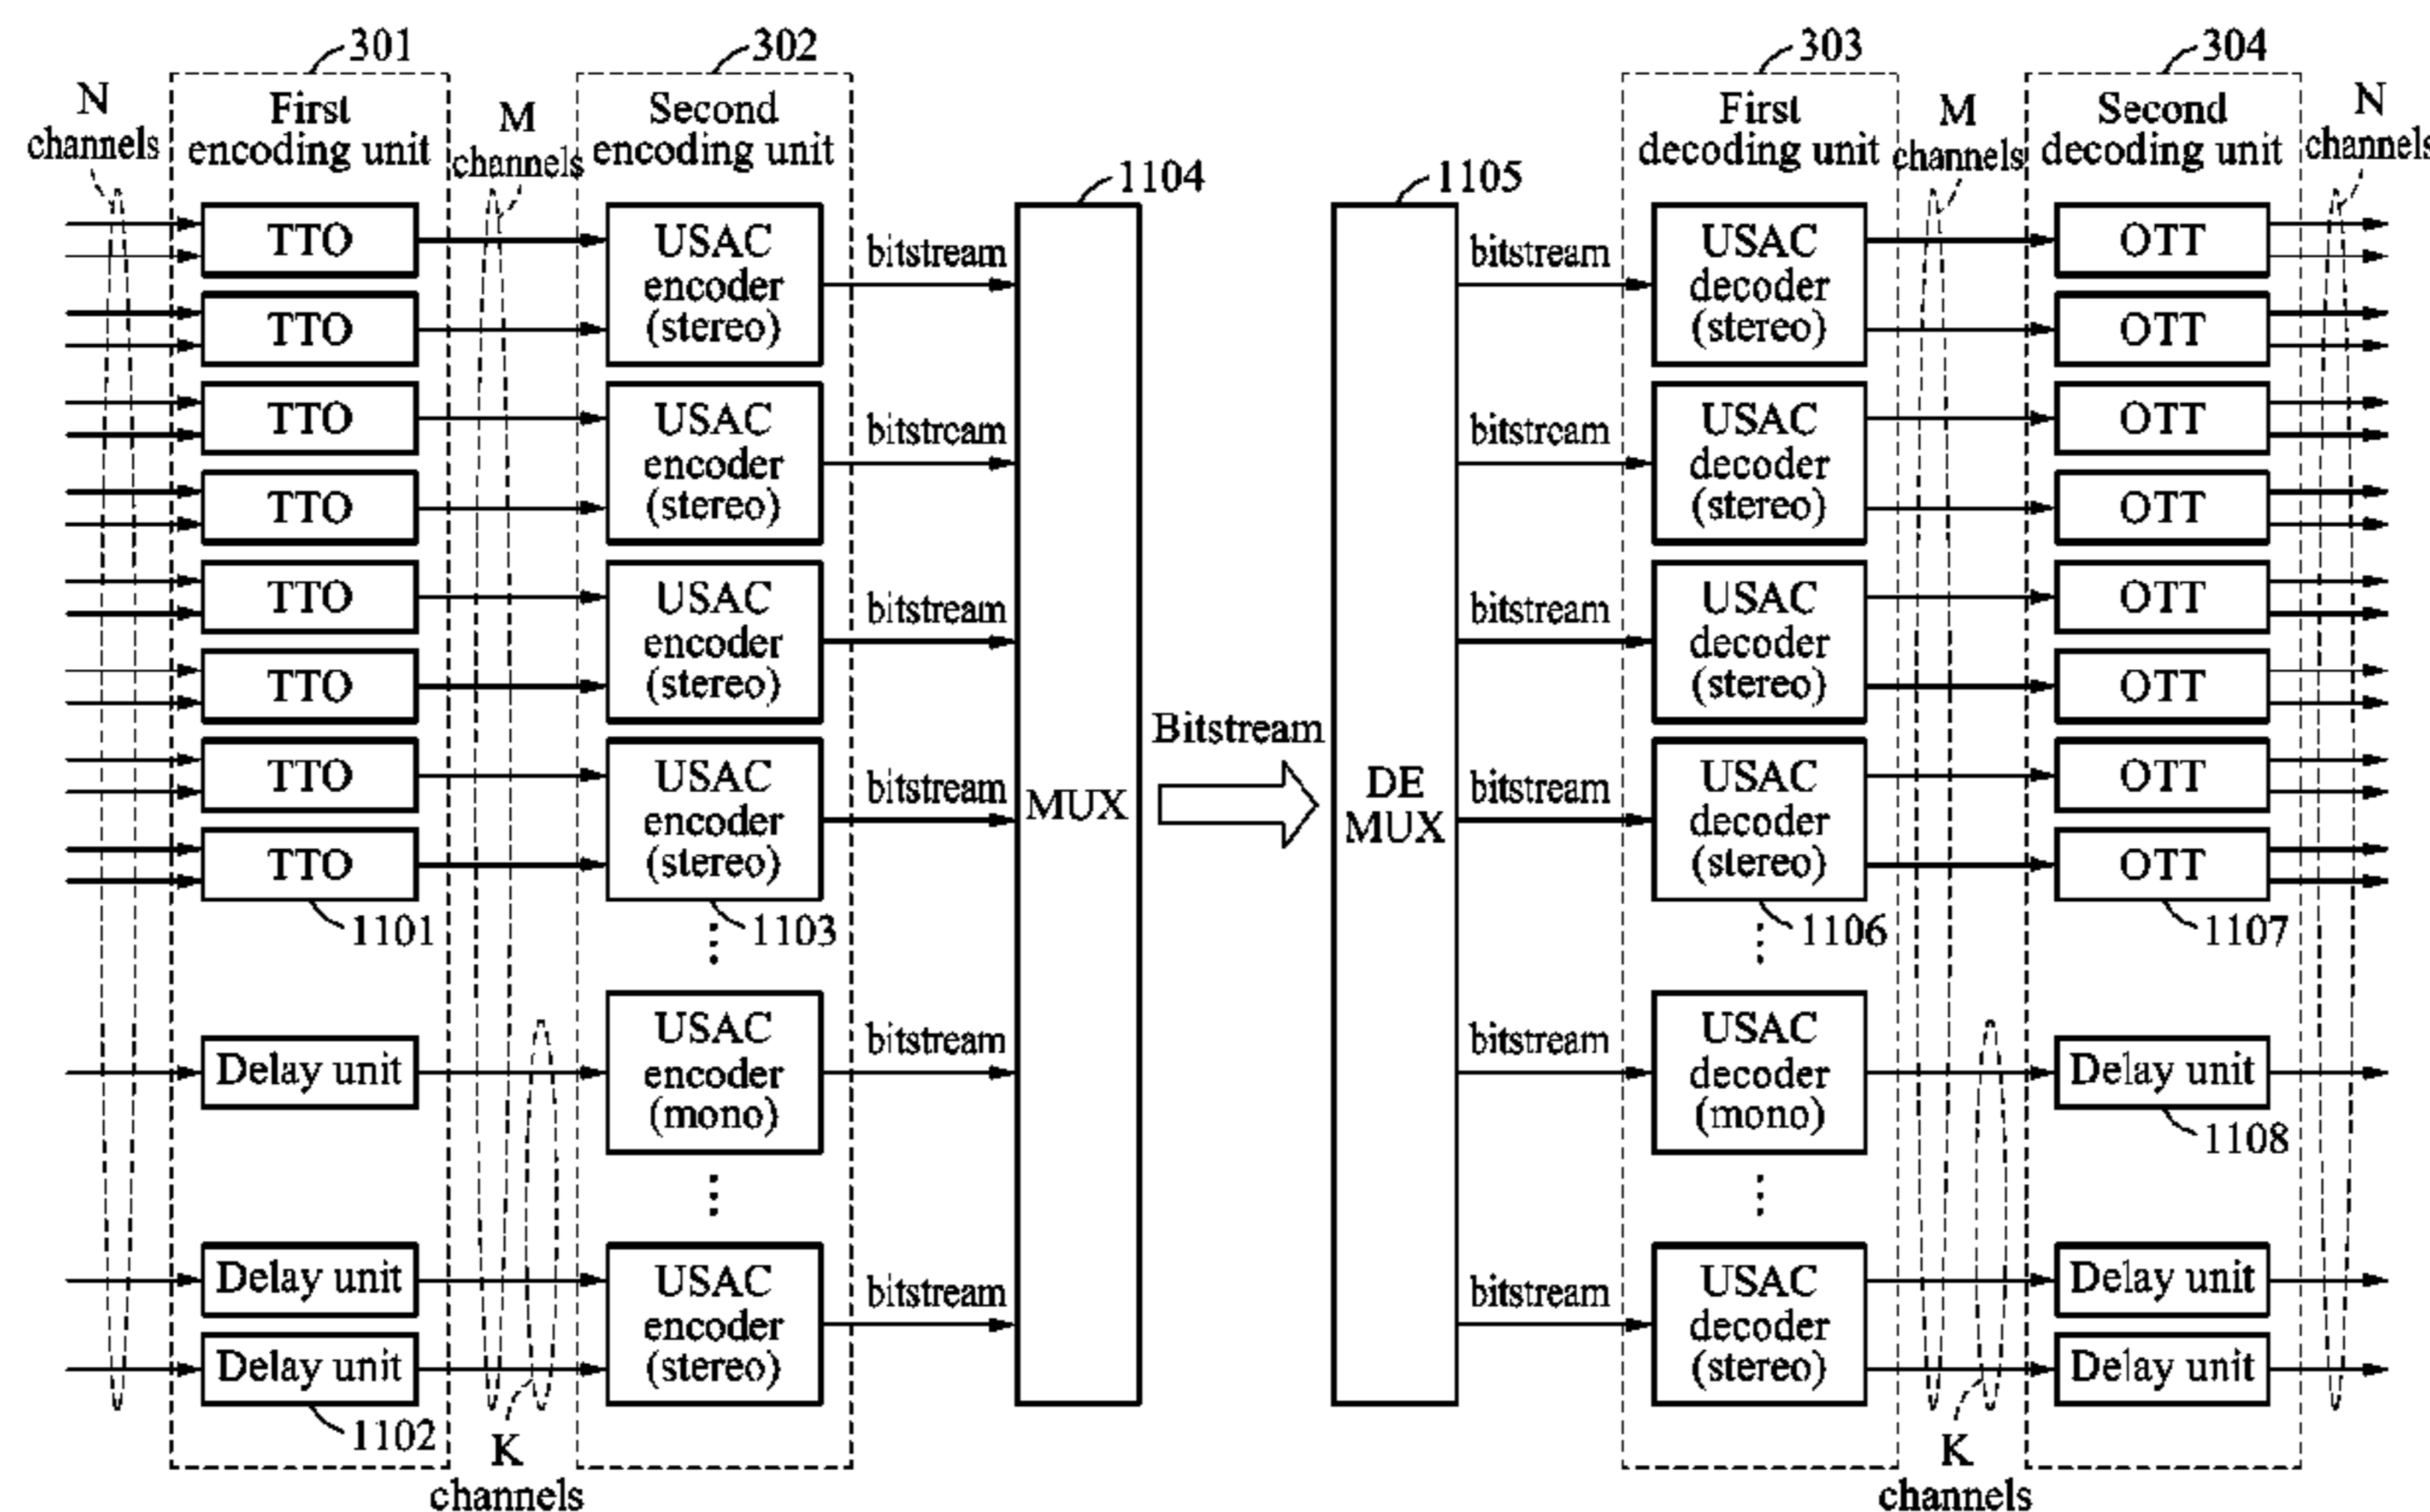 301
302
303
304
N
channels
First
encoding unit
M
channels
Second
encoding unit
First
decoding unit
M
channels
Second
decoding unit
N
channels
1104
1105
TTO
TTO
TTO
TTO
TTO
TTO
TTO
TTO
1101
Delay unit
Delay unit
Delay unit
1102
K
channels
USAC
encoder
(stereo)
USAC
encoder
(stereo)
USAC
encoder
(stereo)
USAC
encoder
(stereo)
1103
USAC
encoder
(mono)
USAC
encoder
(stereo)
bitstream
bitstream
bitstream
bitstream
bitstream
bitstream
MUX
Bitstream
DE
MUX
bitstream
bitstream
bitstream
bitstream
bitstream
bitstream
USAC
decoder
(stereo)
USAC
decoder
(stereo)
USAC
decoder
(stereo)
USAC
decoder
(stereo)
1106
USAC
decoder
(mono)
USAC
decoder
(stereo)
K
channels
OTT
OTT
OTT
OTT
OTT
OTT
OTT
OTT
1107
Delay unit
1108
Delay unit
Delay unit